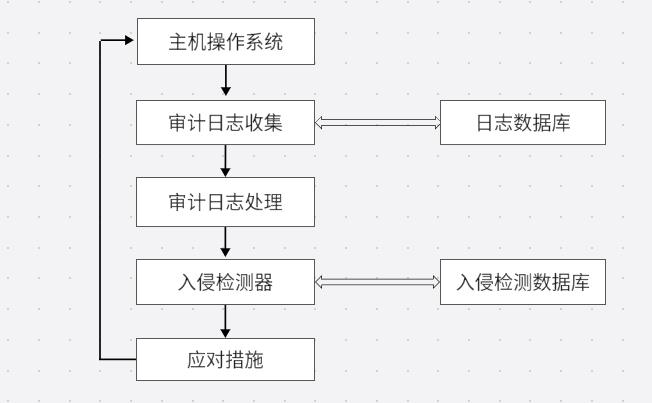 主机操作系统
审计日志收集
日志数据库
审计日志处理
入侵检测器
入侵检测数据库
应对措施